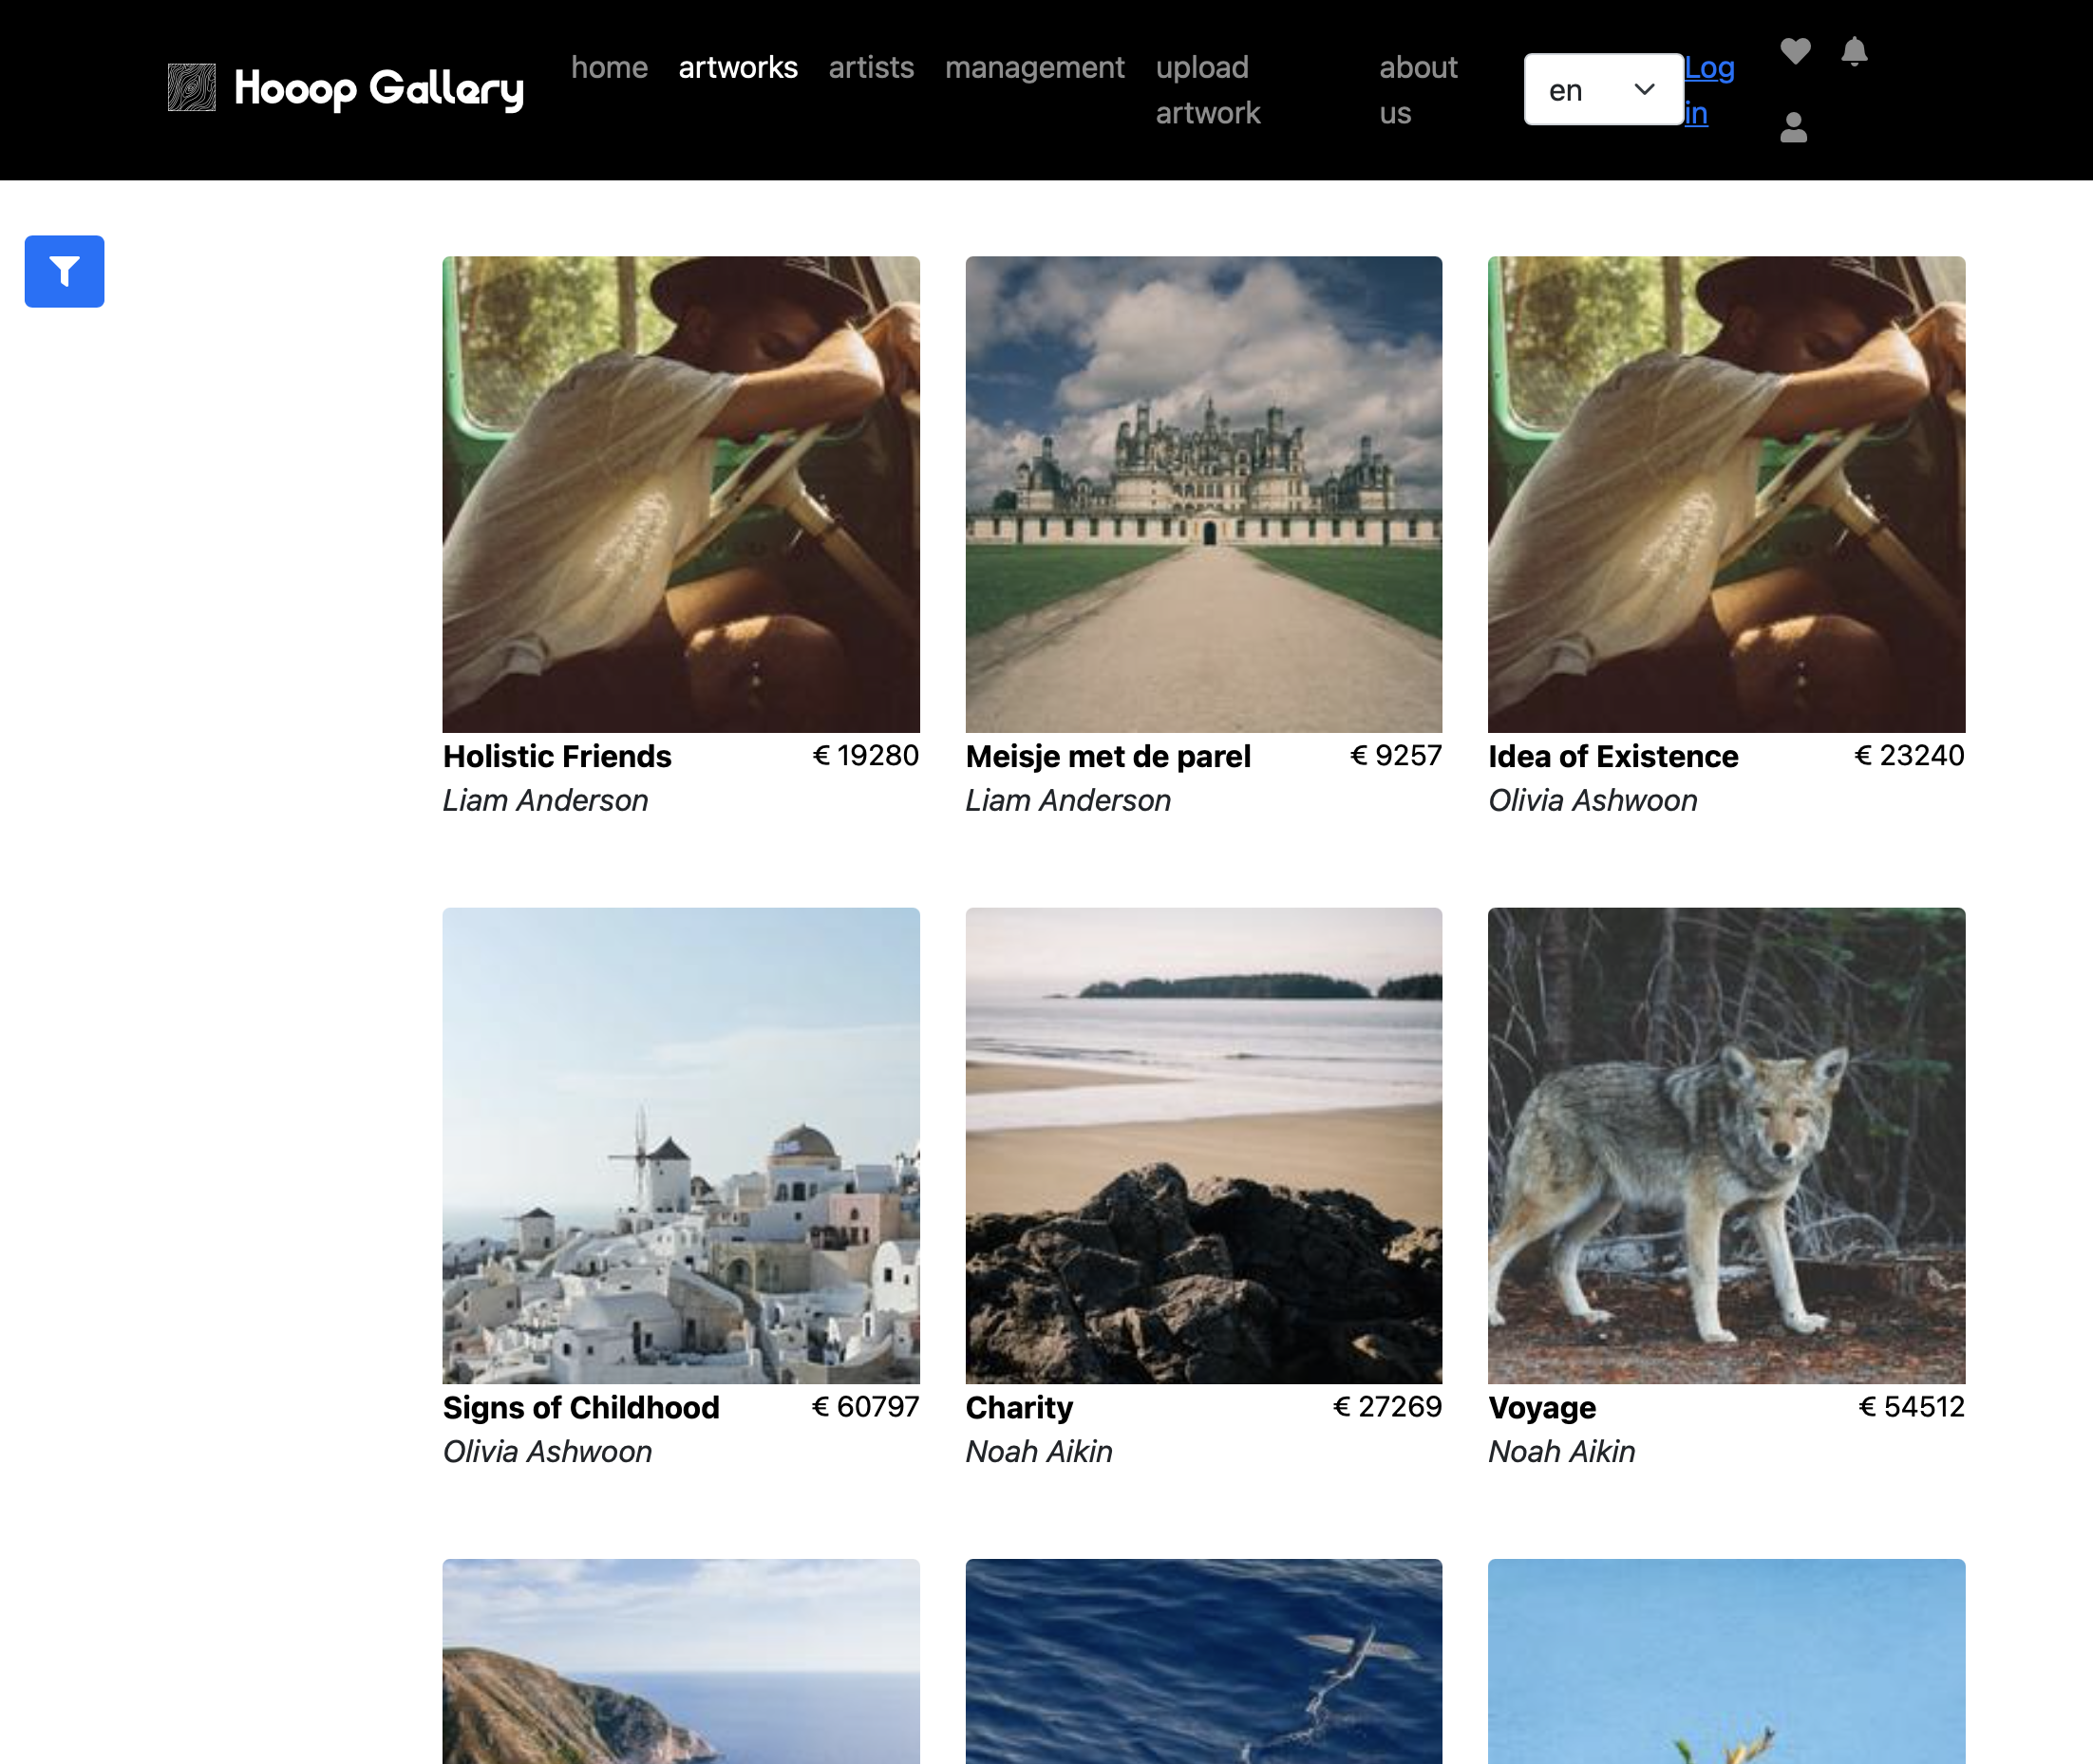 Hooop Gallery
home artworks artists management upload artwork about us
en
Log in
Holistic Friends € 19280
Liam Anderson
Meisje met de parel € 9257
Liam Anderson
Idea of Existence € 23240
Olivia Ashwoon
Signs of Childhood € 60797
Olivia Ashwoon
Charity € 27269
Noah Aikin
Voyage € 54512
Noah Aikin